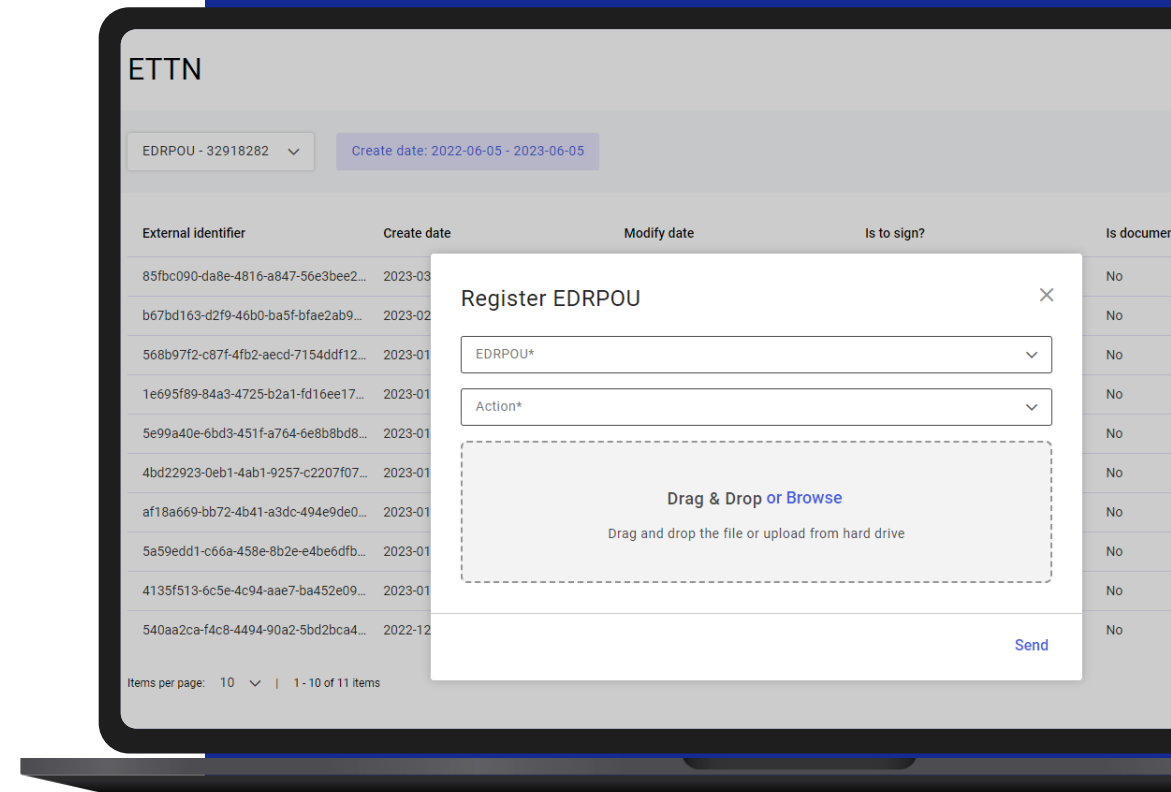 ETTN
EDRPOU - 32918282
Create date: 2022-06-05 - 2023-06-05
External identifier Create date Modify date Is to sign? Is documen
85fbc090-da8e-4816-a847-56e3bee2... 2023-03 No
b67bd163-d2f9-46b0-ba5f-bfae2ab9... 2023-02 No
568b97f2-c87f-4fb2-aecd-7154ddf12... 2023-01 No
1e695f89-84a3-4725-b2a1-fd16ee17... 2023-01 No
5e99a40e-6bd3-451f-a764-6e8b8bd8... 2023-01 No
4bd22923-0eb1-4ab1-9257-c2207f07... 2023-01 No
af18a669-bb72-4b41-a3dc-494e9de0... 2023-01 No
5a59edd1-c66a-458e-8b2e-e4be6dfb... 2023-01 No
4135f513-6c5e-4c94-aae7-ba452e09... 2023-01 No
540aa2ca-f4c8-4494-90a2-5bd2bca4... 2022-12 No
Items per page: 10 | 1 - 10 of 11 items
Register EDRPOU
EDRPOU*
Action*
Drag & Drop or Browse
Drag and drop the file or upload from hard drive
Send